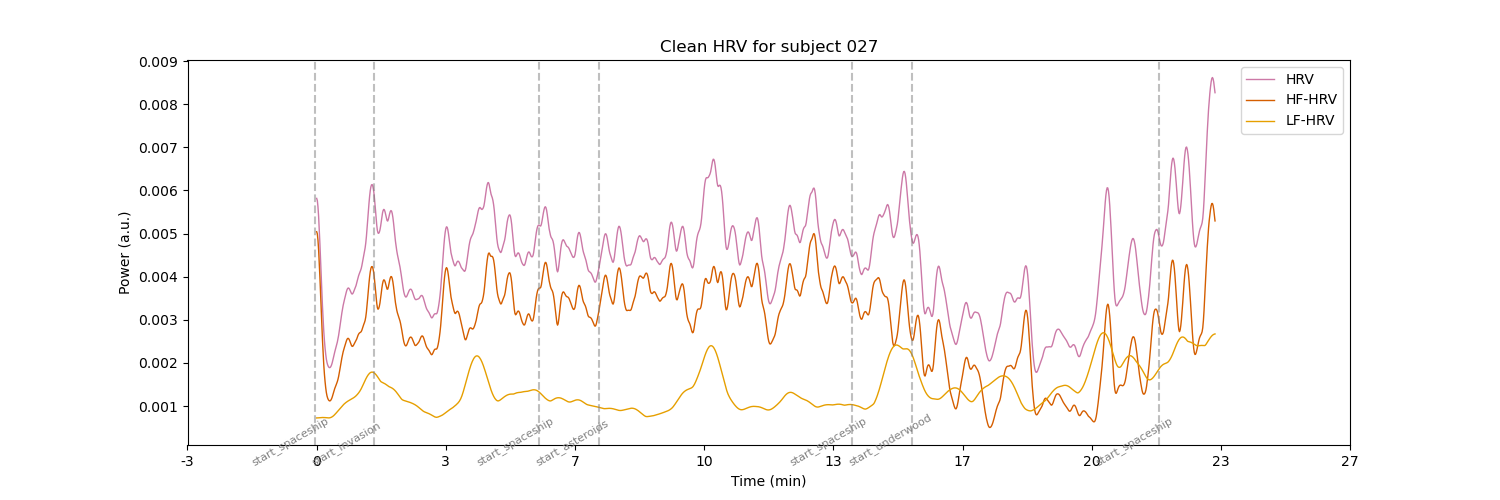 Clean HRV for subject 027
HRV
HF-HRV
LF-HRV
Power (a.u.)
0.009
0.008
0.007
0.006
0.005
0.004
0.003
0.002
0.001
start_spaceship
start_invasion
start_spaceship
start_asteroids
start_spaceship
start_underwood
start_spaceship
-3
0
3
7
10
13
17
20
23
27
Time (min)